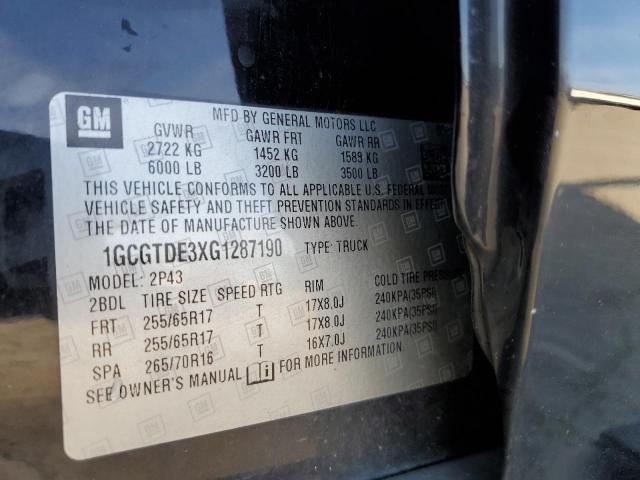 GM
MFD BY GENERAL MOTORS LLC
GVWR GAWR FRT GAWR RR
2722 KG 1452 KG 1589 KG
6000 LB 3200 LB 3500 LB
THIS VEHICLE CONFORMS TO ALL APPLICABLE U.S. FEDERAL
VEHICLE SAFETY AND THEFT PREVENTION STANDARDS IN EFFECT
THE DATE OF MANUFACTURE SHOWN ABOVE.
1GCGTDE3XG1287190 TYPE: TRUCK
MODEL: 2P43
2BDL TIRE SIZE SPEED RTG RIM COLD TIRE
FRT 255/65R17 T 17X8.0J 240KPA(35PSI)
RR 255/65R17 T 17X8.0J 240KPA(35PSI)
SPA 265/70R16 T 16X7.0J 240KPA(35PSI)
SEE OWNER'S MANUAL FOR MORE INFORMATION